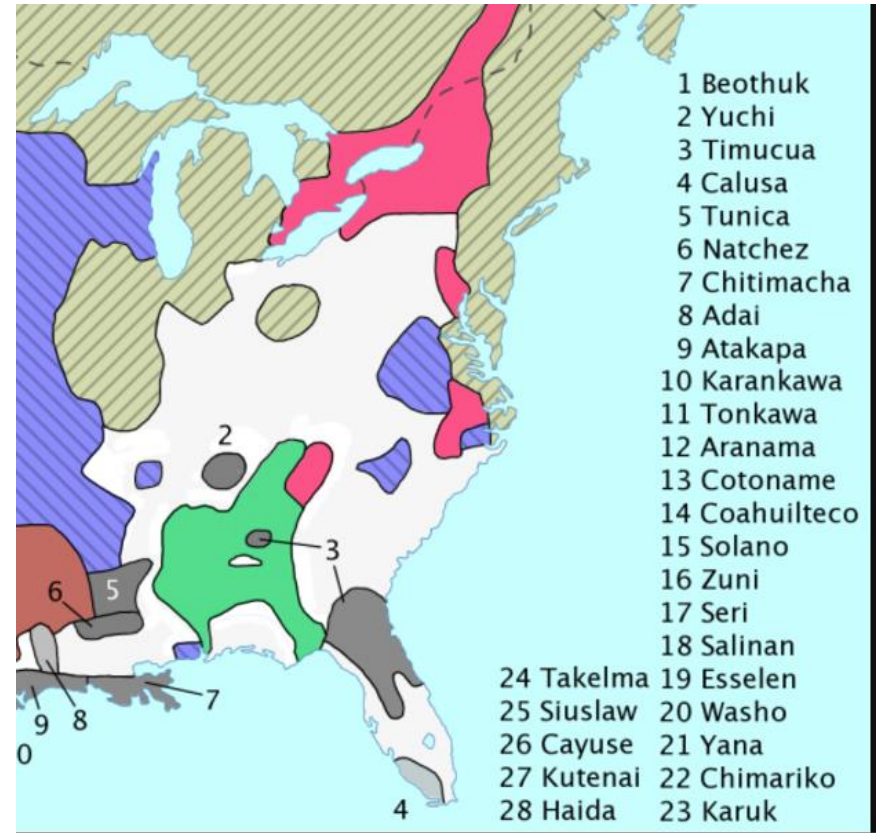 1 Beothuk
2 Yuchi
3 Timucua
4 Calusa
5 Tunica
6 Natchez
7 Chitimacha
8 Adai
9 Atakapa
10 Karankawa
11 Tonkawa
12 Aranama
13 Cotoname
14 Coahuilteco
15 Solano
16 Zuni
17 Seri
18 Salinan
19 Esselen
20 Washo
21 Yana
22 Chimariko
23 Karuk
24 Takelma
25 Siuslaw
26 Cayuse
27 Kutenai
28 Haida
2
3
6
5
7
9
8
0
4